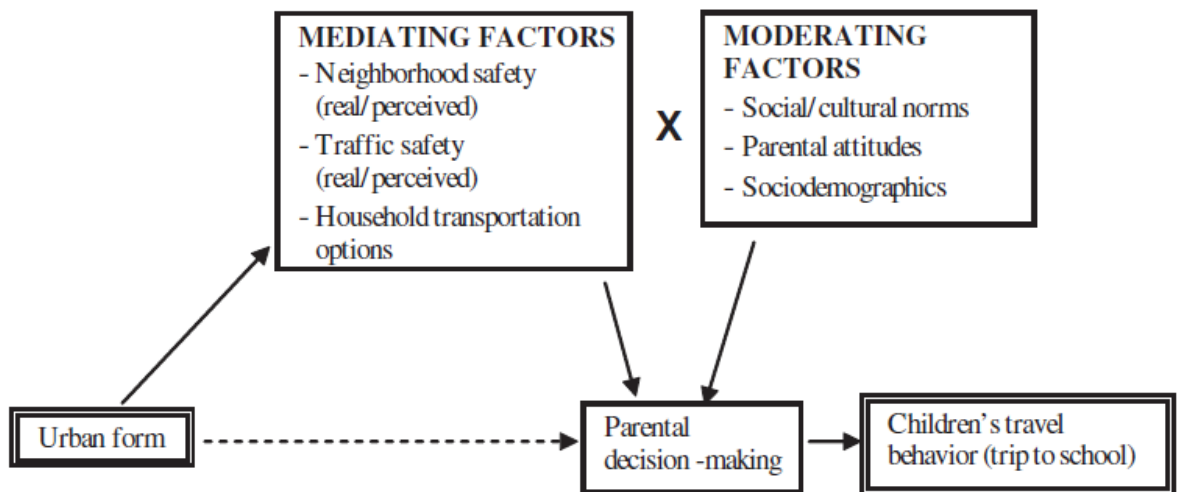 MEDIATING FACTORS
- Neighborhood safety
(real/ perceived)
- Traffic safety
(real/ perceived)
- Household transportation
options
X
MODERATING
FACTORS
- Social/ cultural norms
- Parental attitudes
- Sociodemographics
Urban form
Parental
decision -making
Children's travel
behavior (trip to school)